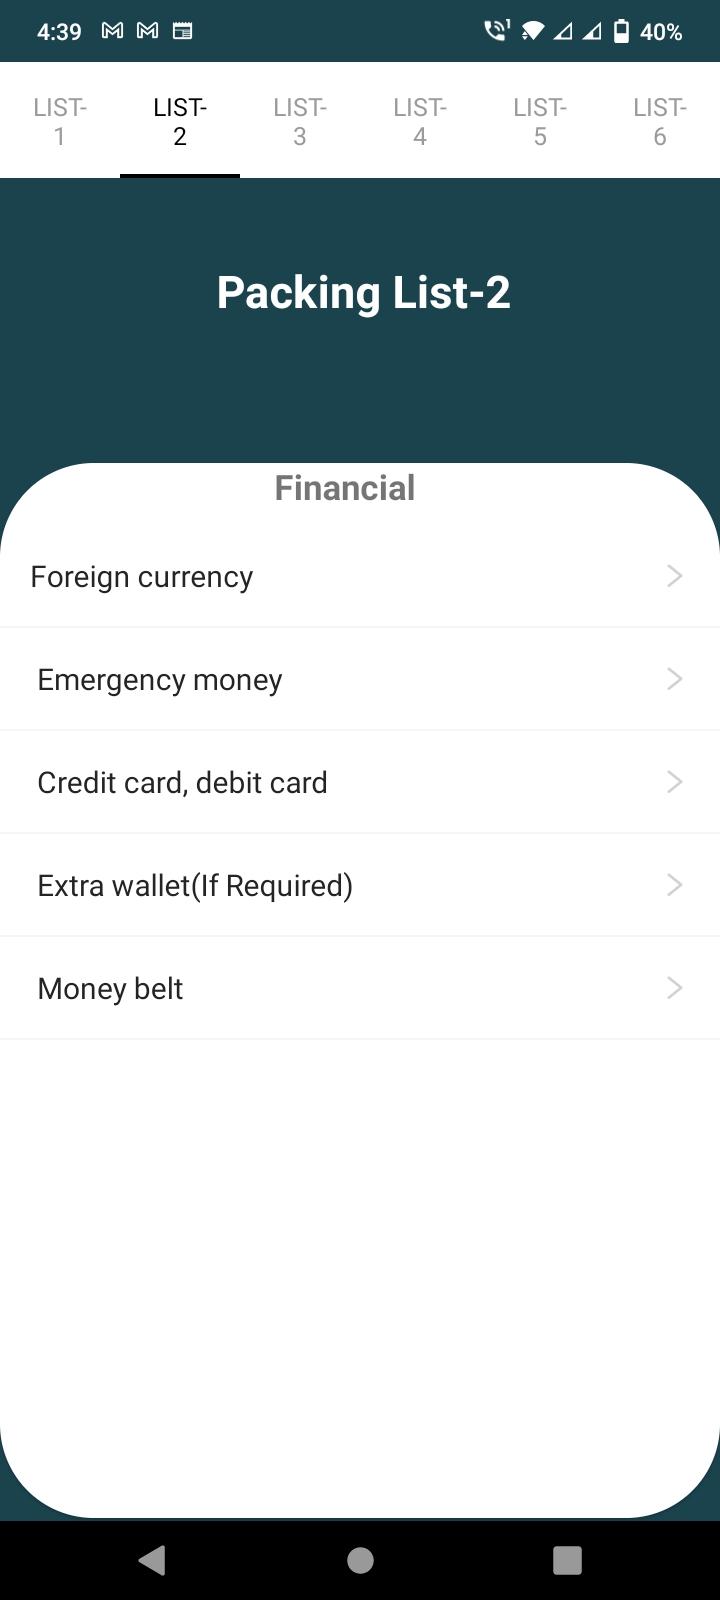 4:39
1
40%
LIST-
1
LIST-
2
LIST-
3
LIST-
4
LIST-
5
LIST-
6
Packing List-2
Financial
Foreign currency
Emergency money
Credit card, debit card
Extra wallet(If Required)
Money belt